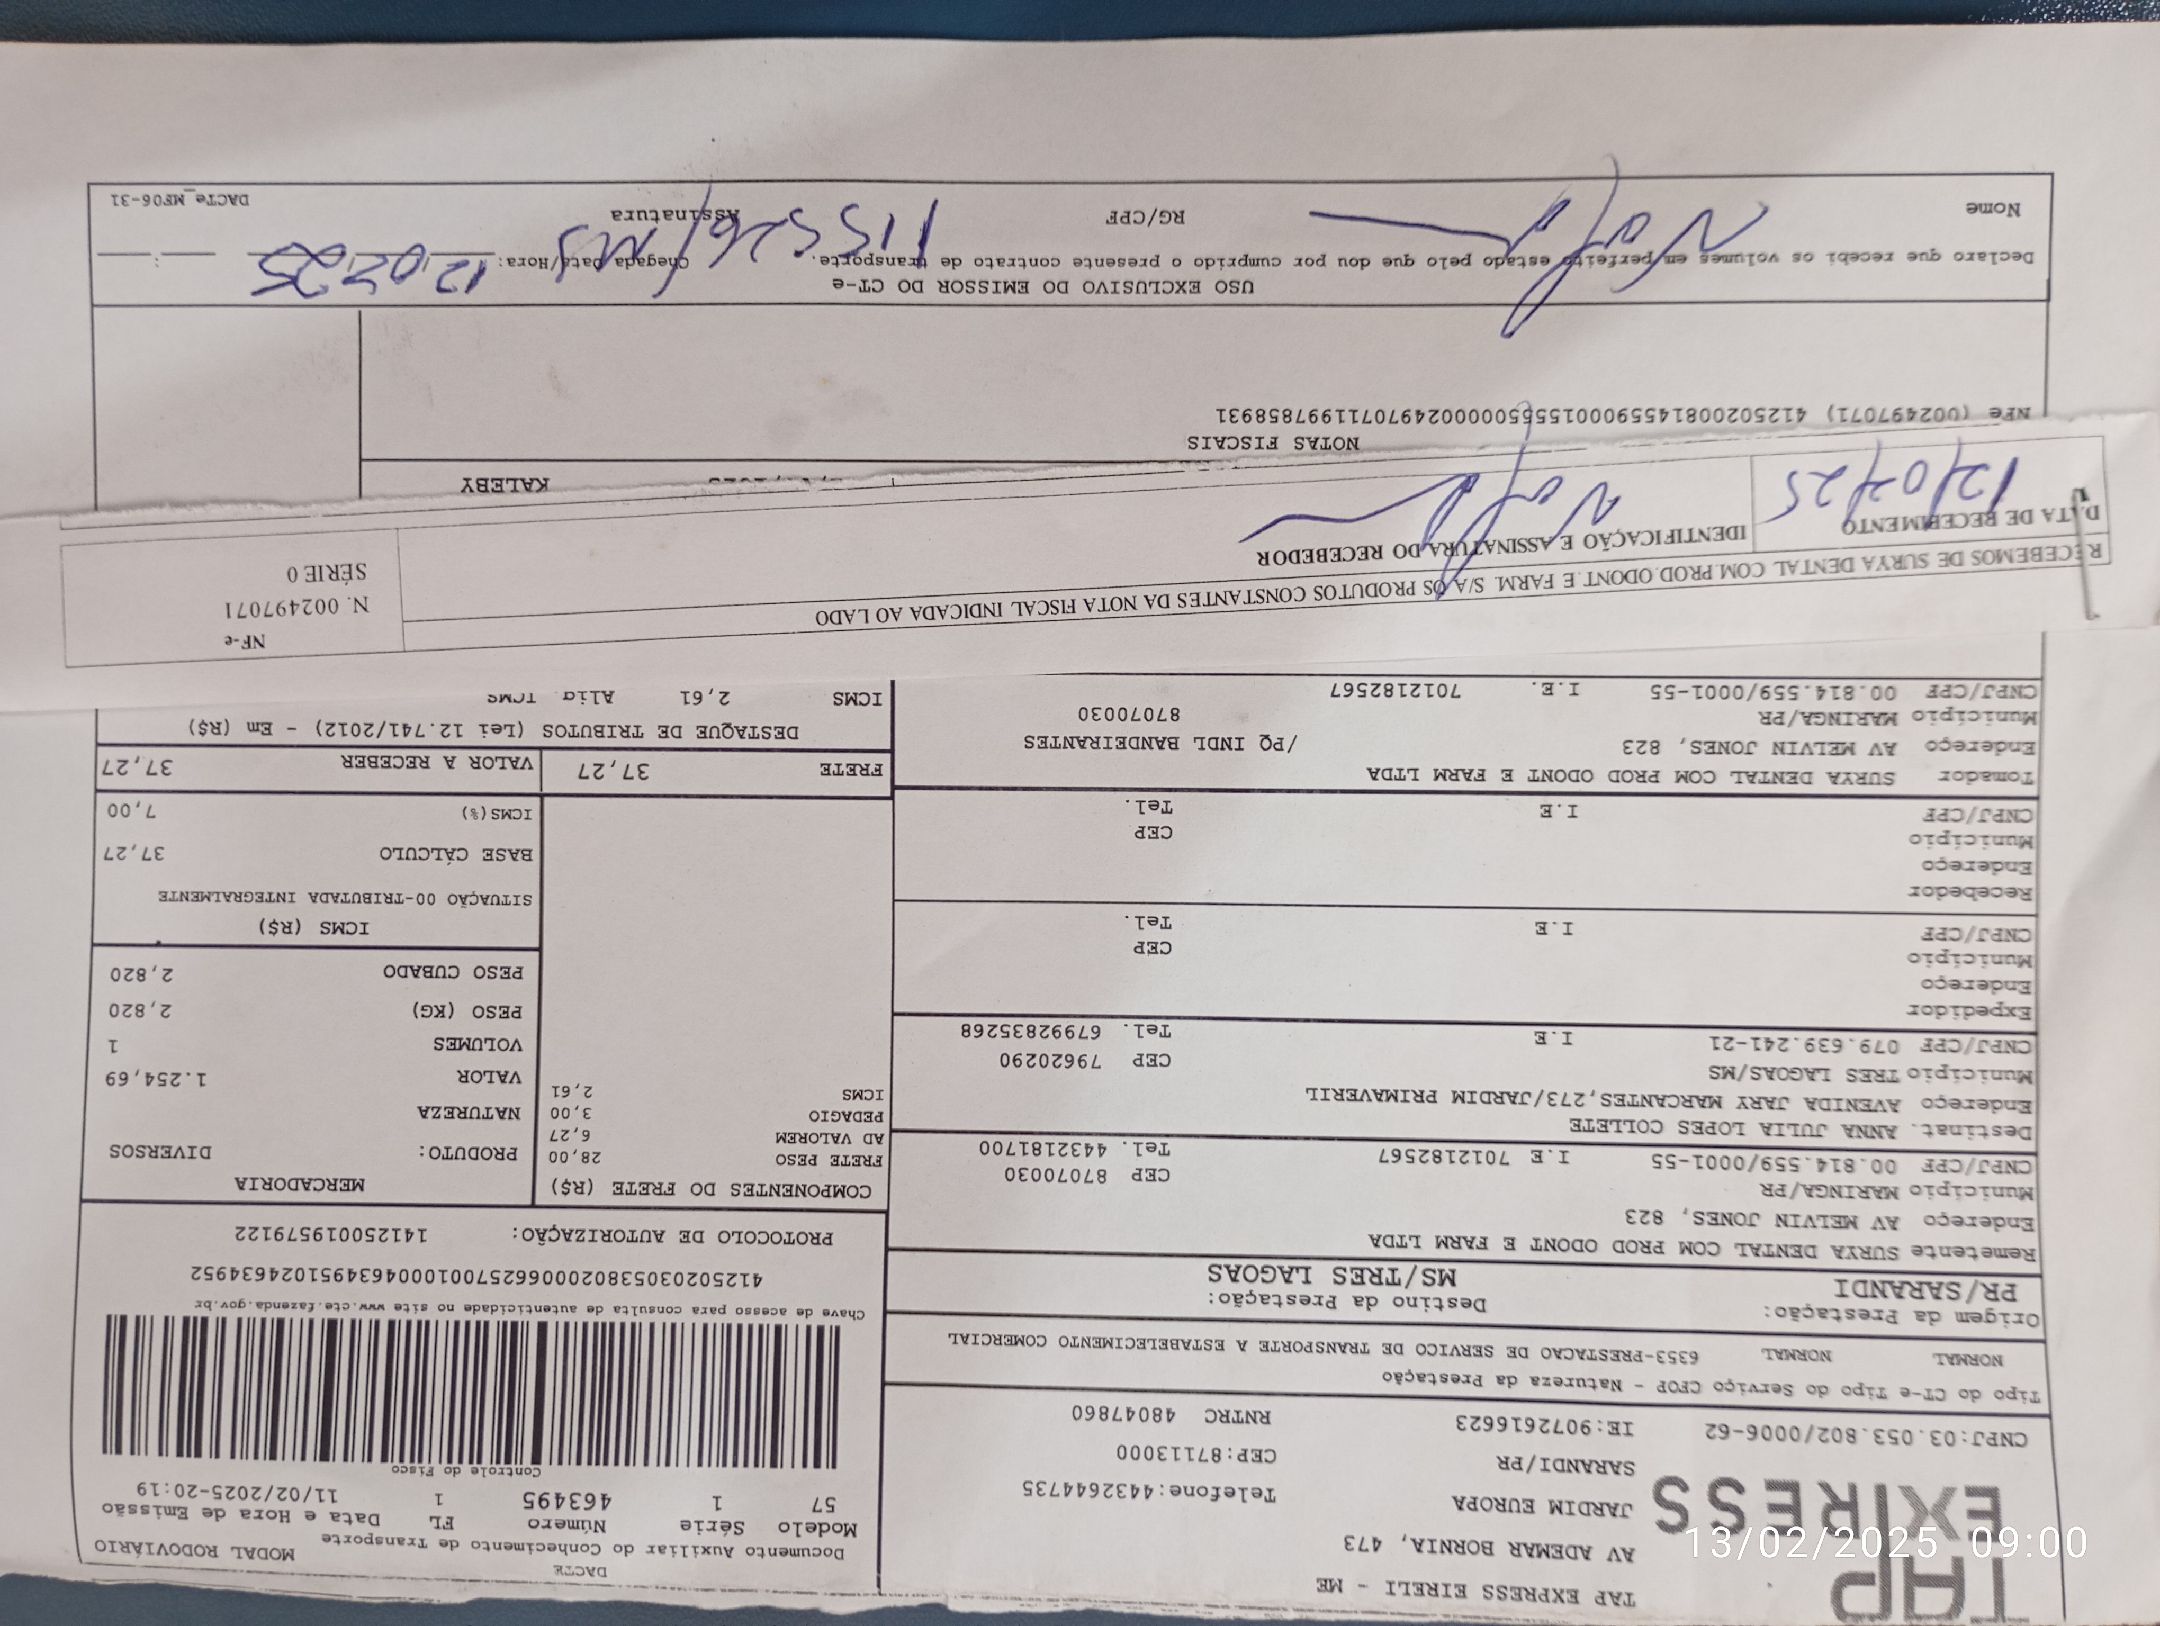 TAP
EXPRESS
TAP EXPRESS EIRELI - ME
AV ADEMAR BORNIA, 473
JARDIM EUROPA
Telefone:4432644735
SARANDI/PR
CEP:87113000
CNPJ:03.053.802/0006-62 IE:9072616623 RNTRC 48047860
DACTE
Documento Auxiliar do Conhecimento de Transporte MODAL RODOVIÁRIO
Modelo Série Número FL Data e Hora de Emissão
57 1 463495 1 11/02/2025-20:19
Controle do Fisco
Chave de acesso para consulta de autenticidade no site www.cte.fazenda.gov.br
41250203053802000662570010004634951024634952
PROTOCOLO DE AUTORIZAÇÃO: 141250019579122
Tipo do CT-e Tipo do Serviço CFOP - Natureza da Prestação
NORMAL NORMAL 6353-PRESTACAO DE SERVICO DE TRANSPORTE A ESTABELECIMENTO COMERCIAL
Origem da Prestação: Destino da Prestação:
PR/SARANDI MS/TRES LAGOAS
Remetente SURYA DENTAL COM PROD ODONT E FARM LTDA
Endereço AV MELVIN JONES, 823
Município MARINGA/PR CEP 87070030
CNPJ/CPF 00.814.559/0001-55 I.E 7012182567 Tel. 4432181700
Destinat. ANNA JULIA LOPES COLLETE
Endereço AVENIDA JARY MARCANTES,273/JARDIM PRIMAVERIL
Município TRES LAGOAS/MS CEP 79620290
CNPJ/CPF 079.639.241-21 I.E Tel. 67992835268
Expedidor
Endereço
Município CEP
CNPJ/CPF I.E Tel.
Recebedor
Endereço
Município CEP
CNPJ/CPF I.E Tel.
Tomador SURYA DENTAL COM PROD ODONT E FARM LTDA
Endereço AV MELVIN JONES, 823 /PQ INDL BANDEIRANTES
Município MARINGA/PR 87070030
CNPJ/CPF 00.814.559/0001-55 I.E. 7012182567
COMPONENTES DO FRETE (R$)
FRETE PESO 28,00
AD VALOREM 6,27
PEDAGIO 3,00
ICMS 2,61
MERCADORIA
PRODUTO: DIVERSOS
NATUREZA
VALOR 1.254,69
VOLUMES 1
PESO (KG) 2,820
PESO CUBADO 2,820
ICMS (R$)
SITUAÇÃO 00-TRIBUTADA INTEGRALMENTE
BASE CÁLCULO 37,27
ICMS(%) 7,00
FRETE 37,27 VALOR A RECEBER 37,27
DESTAQUE DE TRIBUTOS (Lei 12.741/2012) - Em (R$)
ICMS 2,61 Aliq. ICMS
RECEBEMOS DE SURYA DENTAL COM.PROD.ODONT.E FARM. S/A OS PRODUTOS CONSTANTES DA NOTA FISCAL INDICADA AO LADO
DATA DE RECEBIMENTO IDENTIFICAÇÃO E ASSINATURA DO RECEBEDOR
12/02/25
NF-e
N. 002497071
SÉRIE 0
KALEBY
NOTAS FISCAIS
NFe (002497071) 41250200814559000155550000024970711997858931
USO EXCLUSIVO DO EMISSOR DO CT-e
Declaro que recebi os volumes em perfeito estado pelo que dou por cumprido o presente contrato de transporte.
Chegada Data/Hora: 12 02 25
Nome RG/CPF Assinatura
DACTe_MF06-31
13/02/2025 09:00